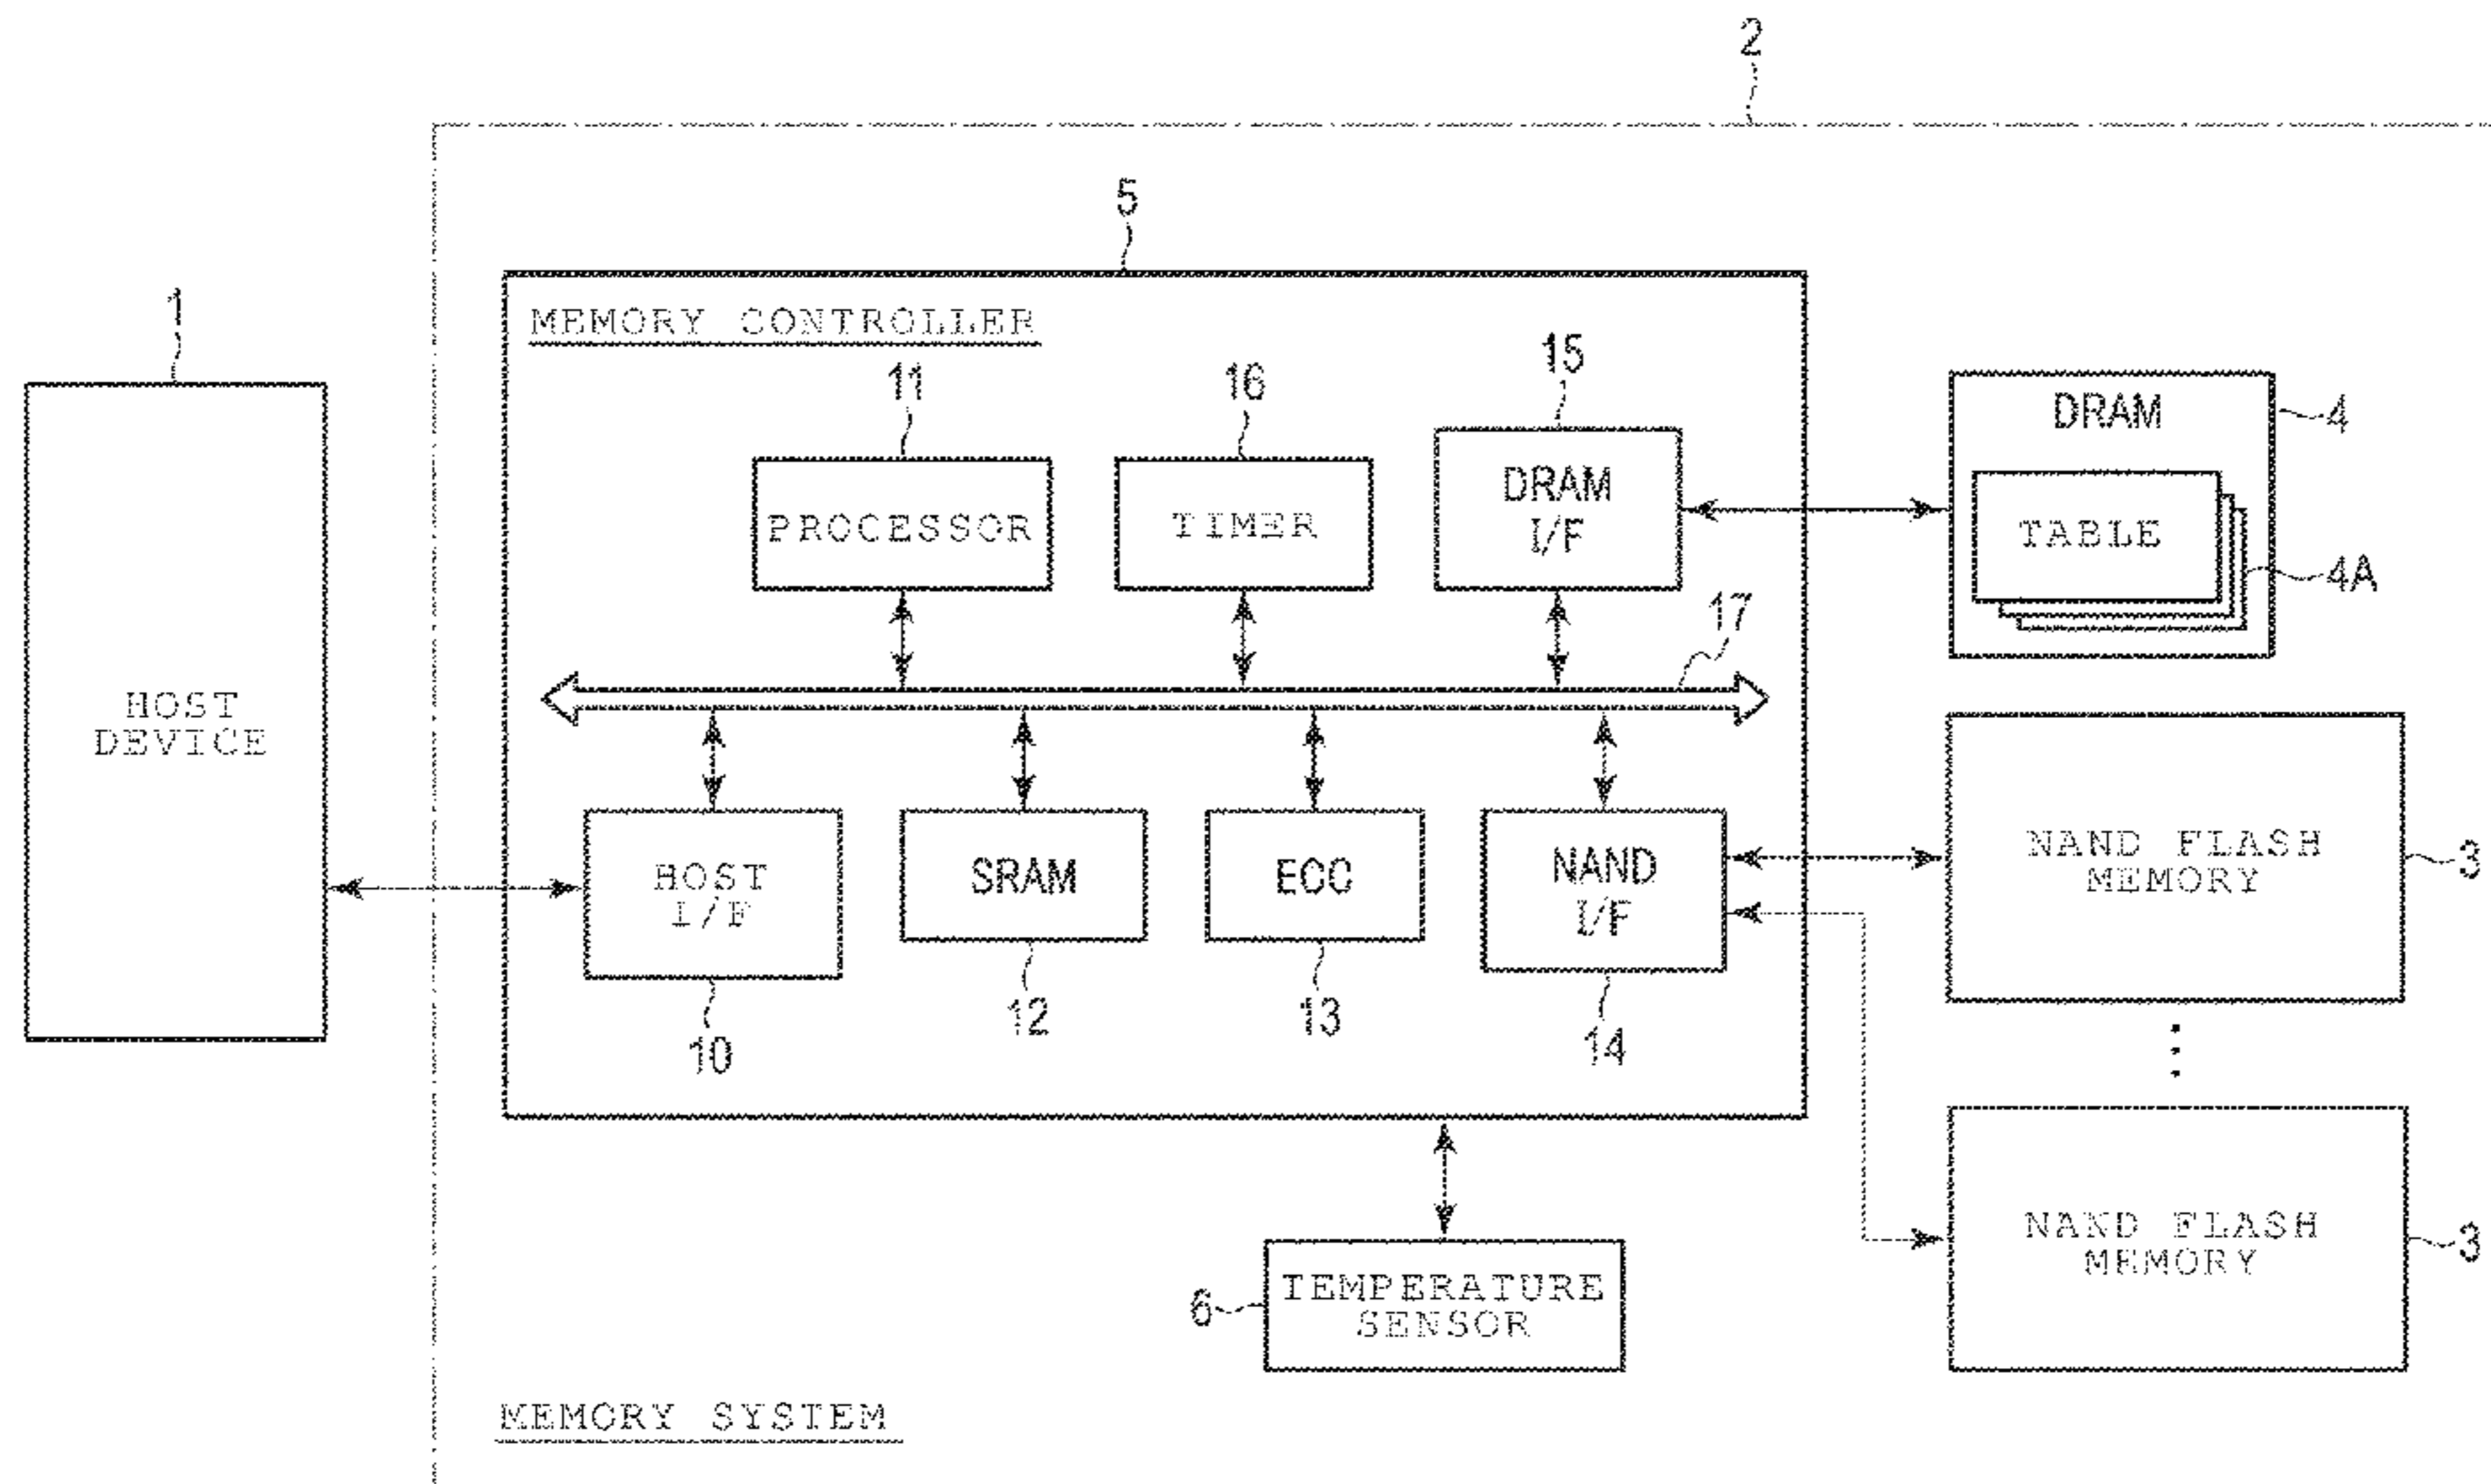 2
5
1
MEMORY CONTROLLER
15
11
16
DRAM
4
PROCESSOR
TIMER
DRAM
I/F
TABLE
4A
17
HOST
DEVICE
HOST
I/F
SRAM
ECC
NAND
I/F
NAND FLASH
MEMORY
3
10
12
13
14
NAND FLASH
MEMORY
3
6
TEMPERATURE
SENSOR
MEMORY SYSTEM